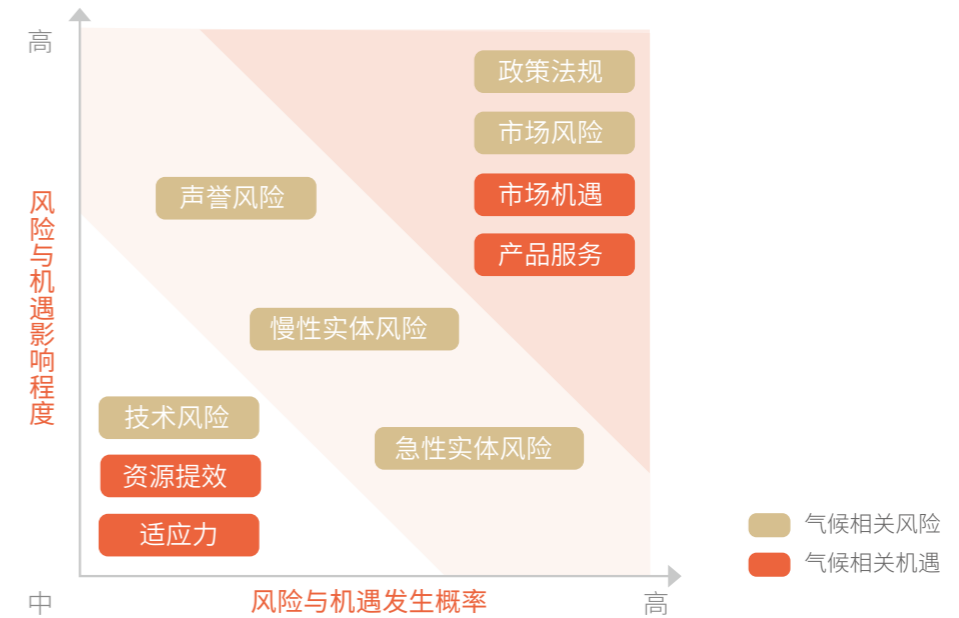 高
政策法规
市场风险
声誉风险
市场机遇
产品服务
风险与机遇影响程度
慢性实体风险
技术风险
急性实体风险
资源提效
适应力
气候相关风险
气候相关机遇
中
风险与机遇发生概率
高